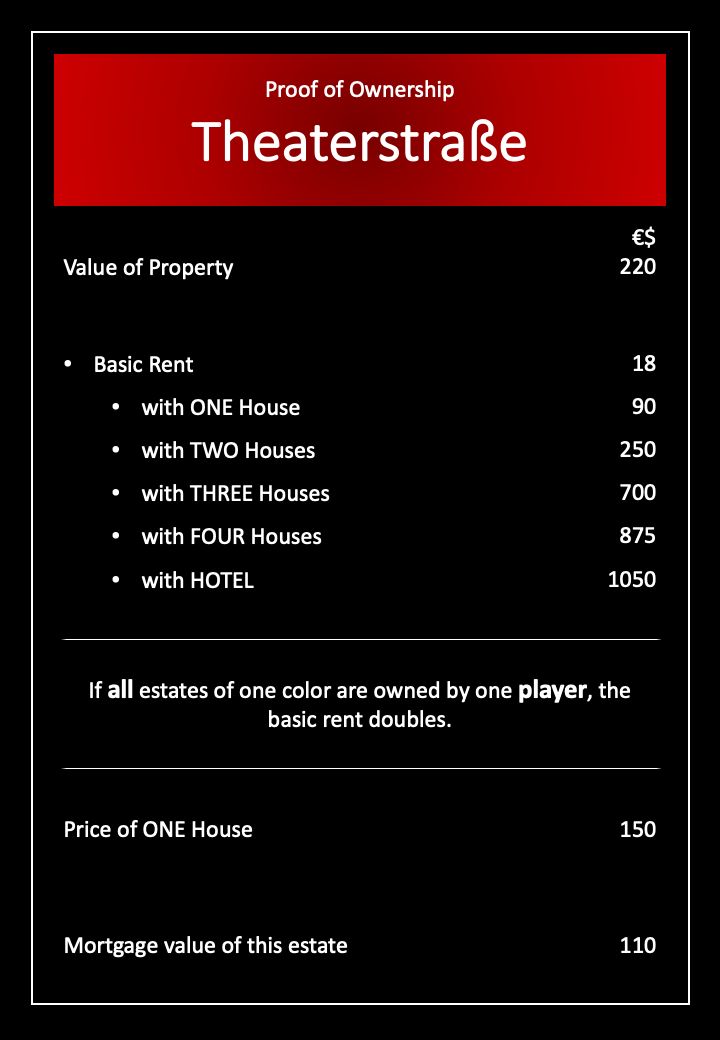 Proof of Ownership
Theaterstraße
€$
Value of Property 220
• Basic Rent 18
• with ONE House 90
• with TWO Houses 250
• with THREE Houses 700
• with FOUR Houses 875
• with HOTEL 1050
If all estates of one color are owned by one player, the
basic rent doubles.
Price of ONE House 150
Mortgage value of this estate 110